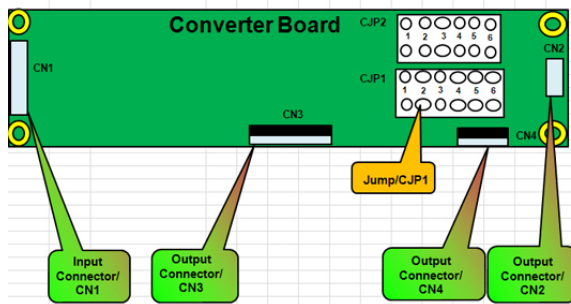 Converter Board
CJP2
1 2 3 4 5 6
CN2
CN1
CJP1
1 2 3 4 5 6
CN3
CN4
Jump/CJP1
Input
Connector/
CN1
Output
Connector/
CN3
Output
Connector/
CN4
Output
Connector/
CN2